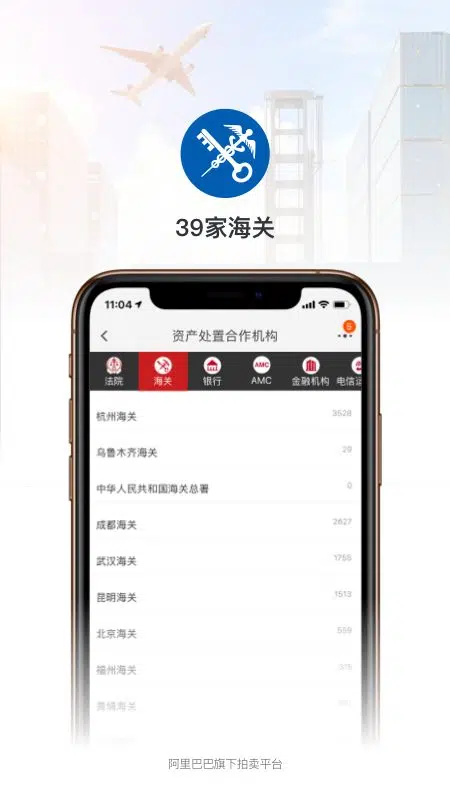 39家海关
11:04
资产处置合作机构
5
AMC
法院 海关 银行 AMC 金融机构 电信运
杭州海关 3528
乌鲁木齐海关 29
中华人民共和国海关总署 0
成都海关 2627
武汉海关 1755
昆明海关 1513
北京海关 559
福州海关 375
黄埔海关
阿里巴巴旗下拍卖平台